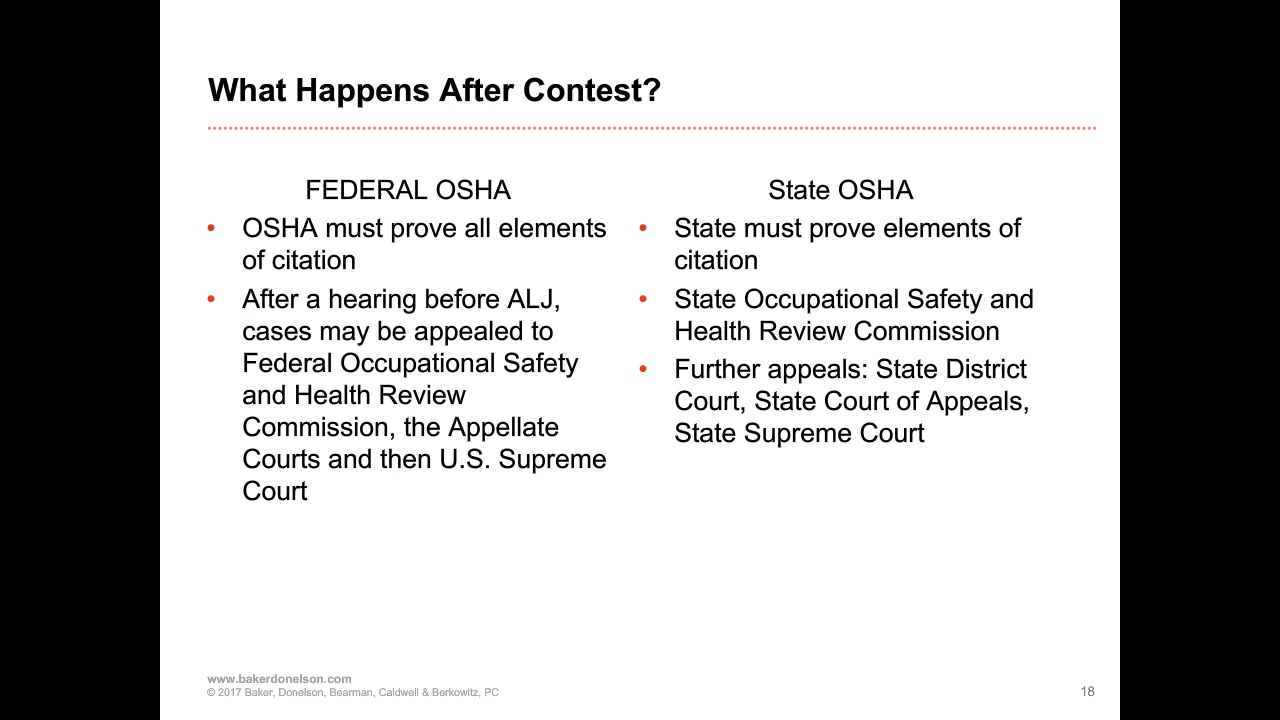 What Happens After Contest?
FEDERAL OSHA
• OSHA must prove all elements
of citation
• After a hearing before ALJ,
cases may be appealed to
Federal Occupational Safety
and Health Review
Commission, the Appellate
Courts and then U.S. Supreme
Court
State OSHA
• State must prove elements of
citation
• State Occupational Safety and
Health Review Commission
• Further appeals: State District
Court, State Court of Appeals,
State Supreme Court
www.bakerdonelson.com
© 2017 Baker, Donelson, Bearman, Caldwell & Berkowitz, PC
18